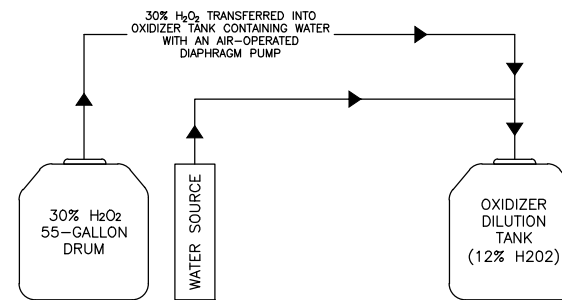 30% H₂O₂ TRANSFERRED INTO
OXIDIZER TANK CONTAINING WATER
WITH AN AIR-OPERATED
DIAPHRAGM PUMP
30% H₂O₂
55-GALLON
DRUM
WATER SOURCE
OXIDIZER
DILUTION
TANK
(12% H202)